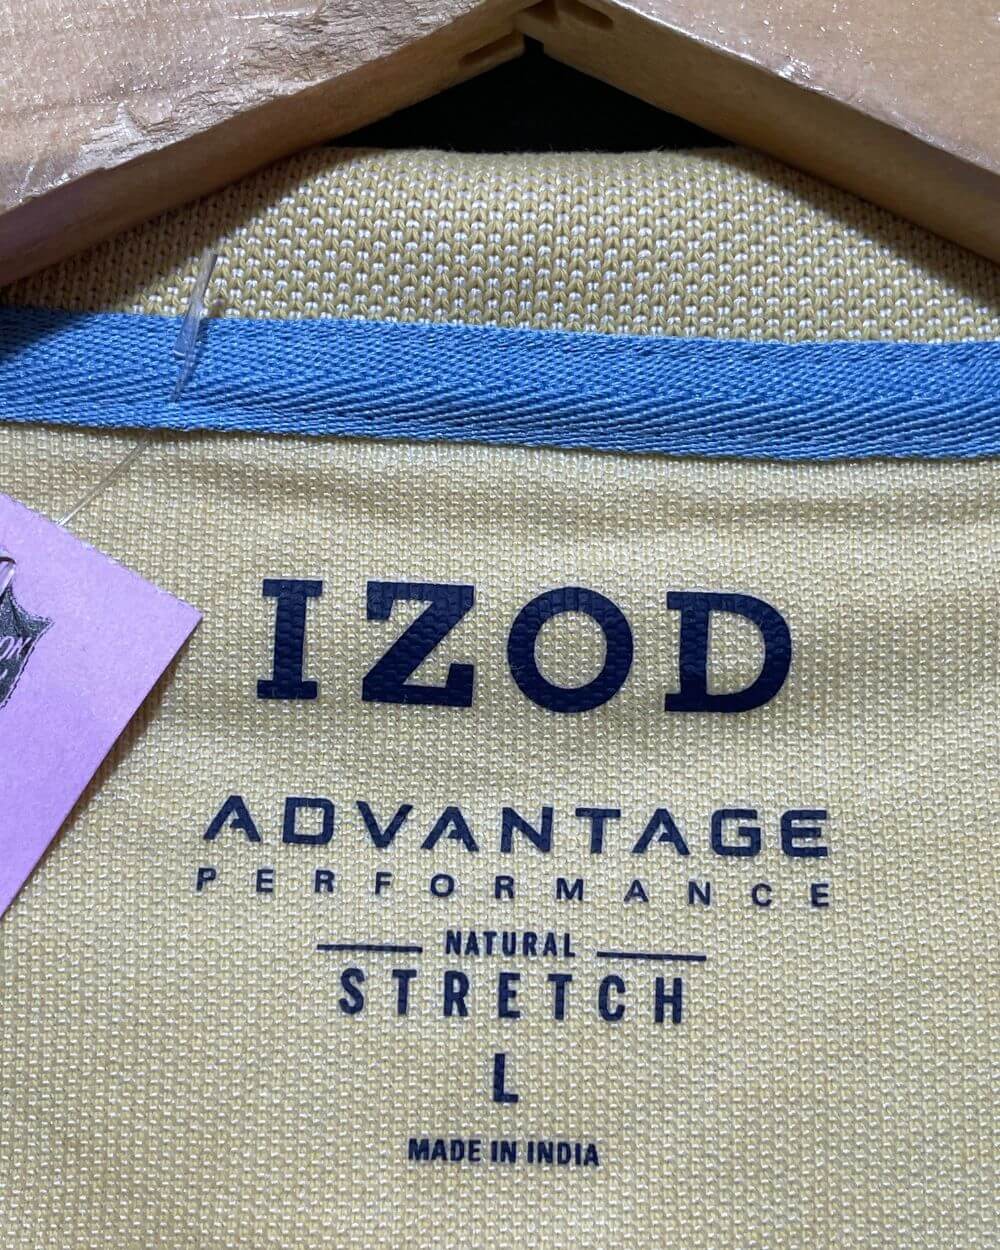 IZOD
ADVANTAGE
PERFORMANCE
NATURAL
STRETCH
L
MADE IN INDIA